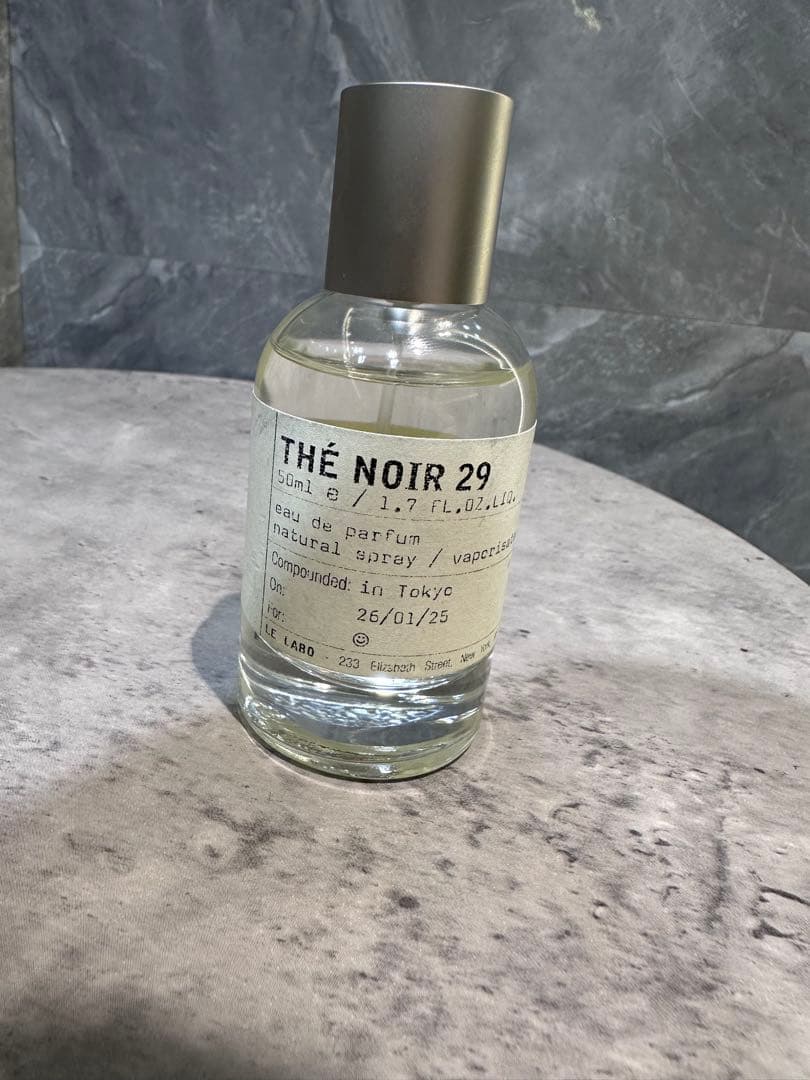 THÉ NOIR 29
50ml e / 1.7 FL.OZ.LIQ.
eau de parfum
natural spray /
Compounded: in Tokyo
On: 26/01/25
For: ☺
LE LABO - 233 Elizabeth Street, New York,